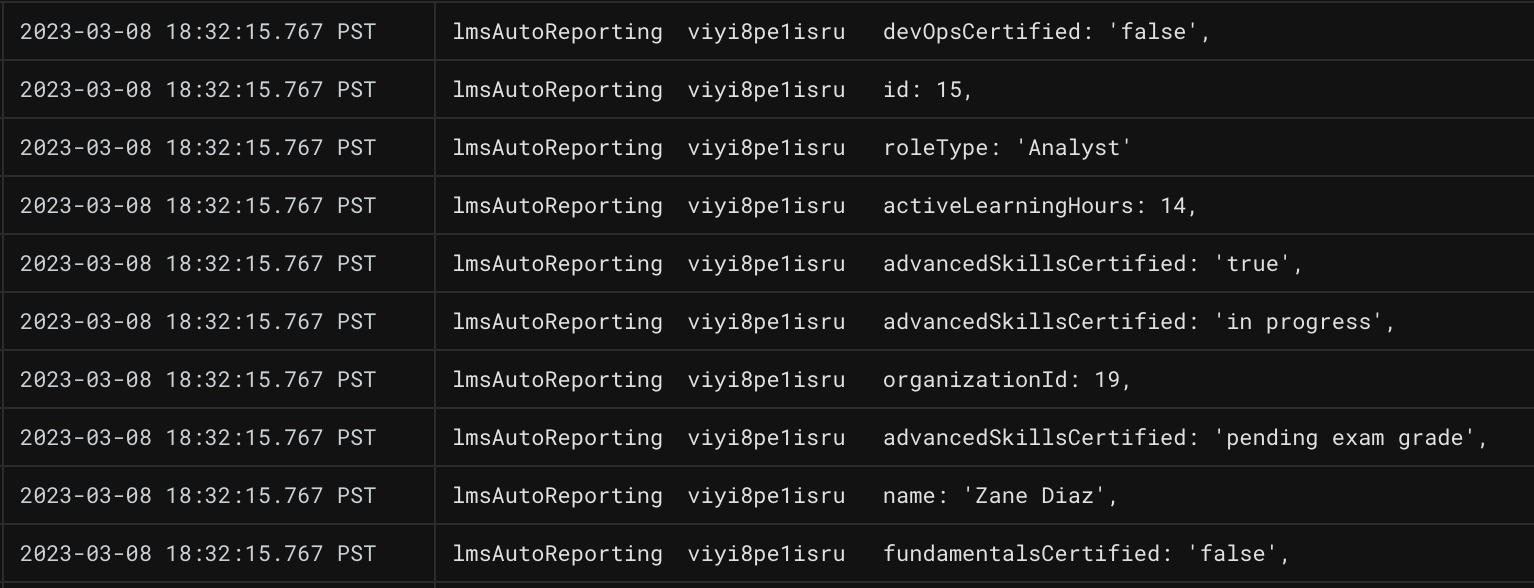 2023-03-08 18:32:15.767 PST lmsAutoReporting viyi8pe1isru devOpsCertified: 'false',
2023-03-08 18:32:15.767 PST lmsAutoReporting viyi8pe1isru id: 15,
2023-03-08 18:32:15.767 PST lmsAutoReporting viyi8pe1isru roleType: 'Analyst'
2023-03-08 18:32:15.767 PST lmsAutoReporting viyi8pe1isru activeLearningHours: 14,
2023-03-08 18:32:15.767 PST lmsAutoReporting viyi8pe1isru advancedSkillsCertified: 'true',
2023-03-08 18:32:15.767 PST lmsAutoReporting viyi8pe1isru advancedSkillsCertified: 'in progress',
2023-03-08 18:32:15.767 PST lmsAutoReporting viyi8pe1isru organizationId: 19,
2023-03-08 18:32:15.767 PST lmsAutoReporting viyi8pe1isru advancedSkillsCertified: 'pending exam grade',
2023-03-08 18:32:15.767 PST lmsAutoReporting viyi8pe1isru name: 'Zane Diaz',
2023-03-08 18:32:15.767 PST lmsAutoReporting viyi8pe1isru fundamentalsCertified: 'false',